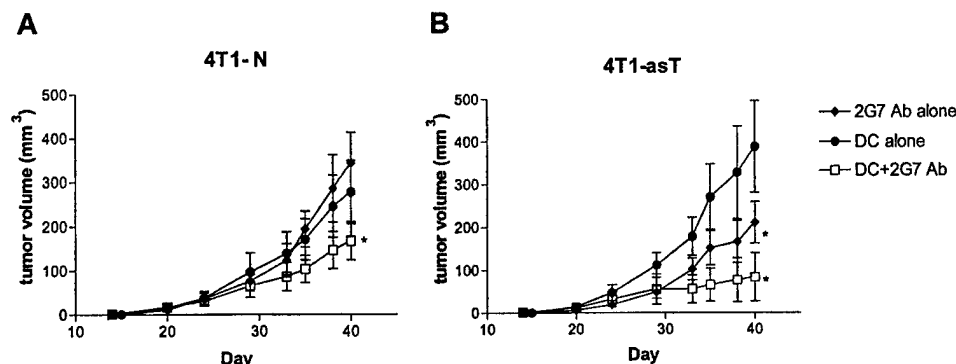 A
B
4T1- N
4T1-asT
tumor volume (mm³)
500
400
300
200
100
0
10
20
30
40
Day
*
tumor volume (mm³)
500
400
300
200
100
0
10
20
30
40
Day
*
*
2G7 Ab alone
DC alone
DC+2G7 Ab